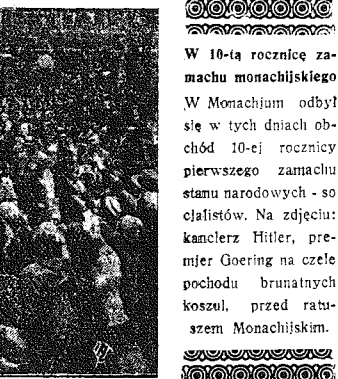 W 10-tą rocznicę za-
machu monachijskiego
W Monachjum odbył
się w tych dniach ob-
chód 10-ej rocznicy
pierwszego zamachu
stanu narodowych - so
cjalistów. Na zdjęciu:
kanclerz Hitler, pre-
mjer Goering na czele
pochodu brunatnych
koszul, przed ratu-
szem Monachijskim.